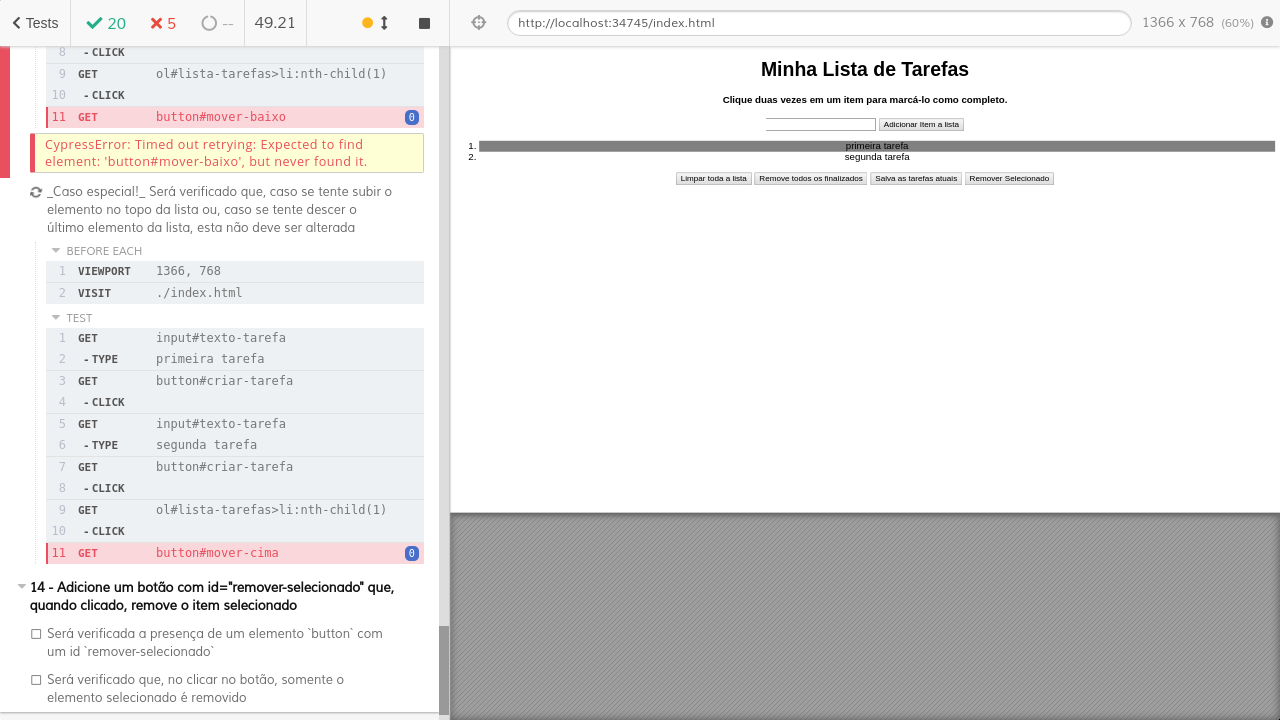 Tests 20 5 -- 49.21
8 - CLICK
9 GET ol#lista-tarefas>li:nth-child(1)
10 - CLICK
11 GET button#mover-baixo 0
CypressError: Timed out retrying: Expected to find
element: 'button#mover-baixo', but never found it.
_Caso especial!_ Será verificado que, caso se tente subir o
elemento no topo da lista ou, caso se tente descer o
último elemento da lista, esta não deve ser alterada
BEFORE EACH
1 VIEWPORT 1366, 768
2 VISIT ./index.html
TEST
1 GET input#texto-tarefa
2 - TYPE primeira tarefa
3 GET button#criar-tarefa
4 - CLICK
5 GET input#texto-tarefa
6 - TYPE segunda tarefa
7 GET button#criar-tarefa
8 - CLICK
9 GET ol#lista-tarefas>li:nth-child(1)
10 - CLICK
11 GET button#mover-cima 0
14 - Adicione um botão com id="remover-selecionado" que,
quando clicado, remove o item selecionado
Será verificada a presença de um elemento `button` com
um id `remover-selecionado`
Será verificado que, no clicar no botão, somente o
elemento selecionado é removido
http://localhost:34745/index.html 1366 x 768 (60%)
Minha Lista de Tarefas
Clique duas vezes em um item para marcá-lo como completo.
Adicionar Item a lista
1. primeira tarefa
2. segunda tarefa
Limpar toda a lista Remove todos os finalizados Salva as tarefas atuais Remover Selecionado